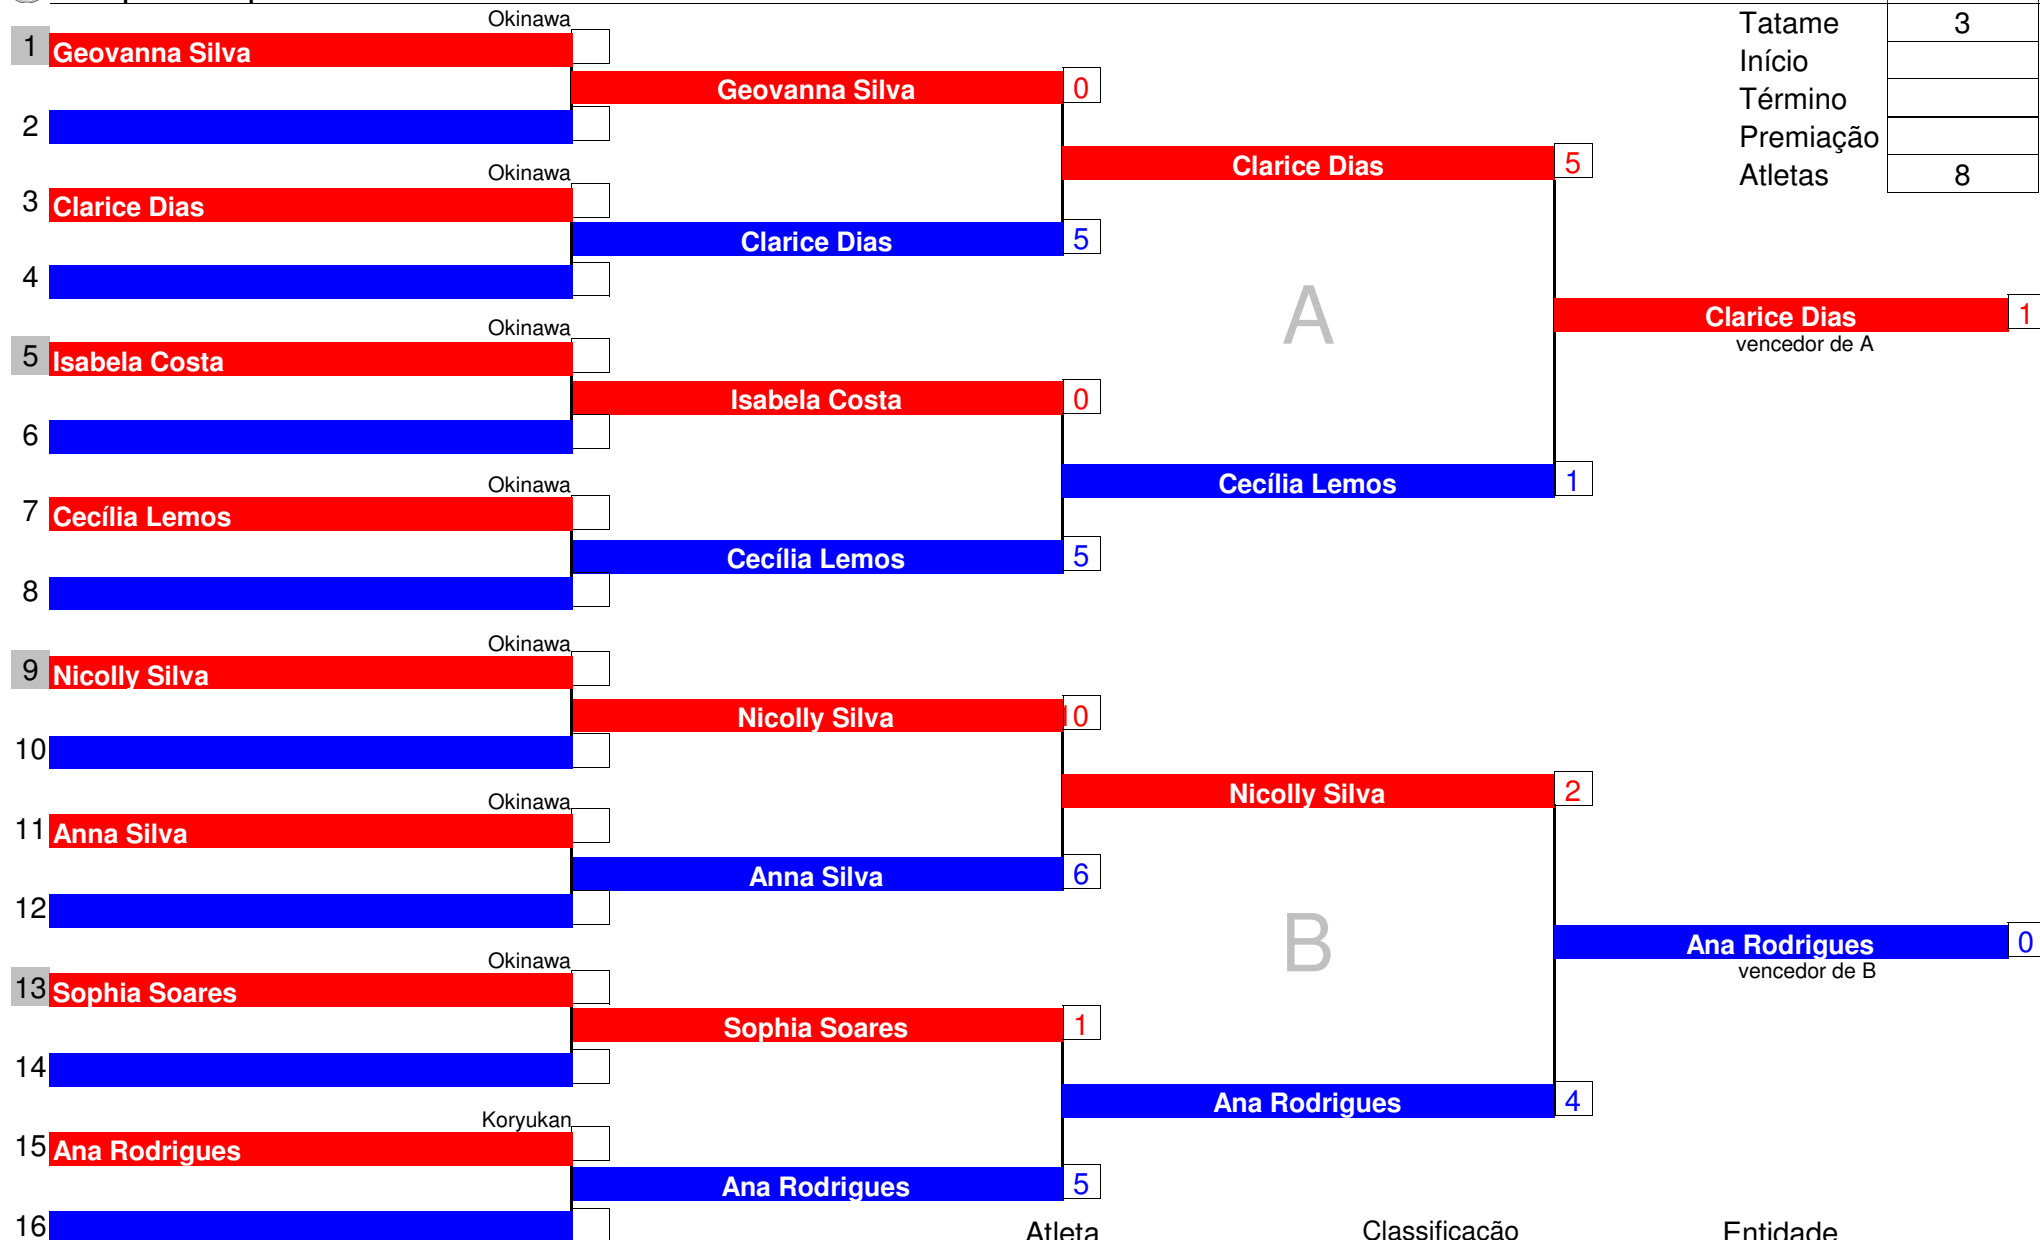 Okinawa
Tatame 3
1 Geovanna Silva
Início
Geovanna Silva 0
Término
2
Premiação
Clarice Dias 5
Okinawa
Atletas 8
3 Clarice Dias
Clarice Dias 5
4
A
Clarice Dias 1
Okinawa
vencedor de A
5 Isabela Costa
Isabela Costa 0
6
Okinawa
Cecília Lemos 1
7 Cecília Lemos
Cecília Lemos 5
8
Okinawa
9 Nicolly Silva
Nicolly Silva 10
10
Nicolly Silva 2
Okinawa
11 Anna Silva
Anna Silva 6
12
B
Ana Rodrigues 0
Okinawa
vencedor de B
13 Sophia Soares
Sophia Soares 1
14
Ana Rodrigues 4
Koryukan
15 Ana Rodrigues
Ana Rodrigues 5
16
Atleta Classificação Entidade